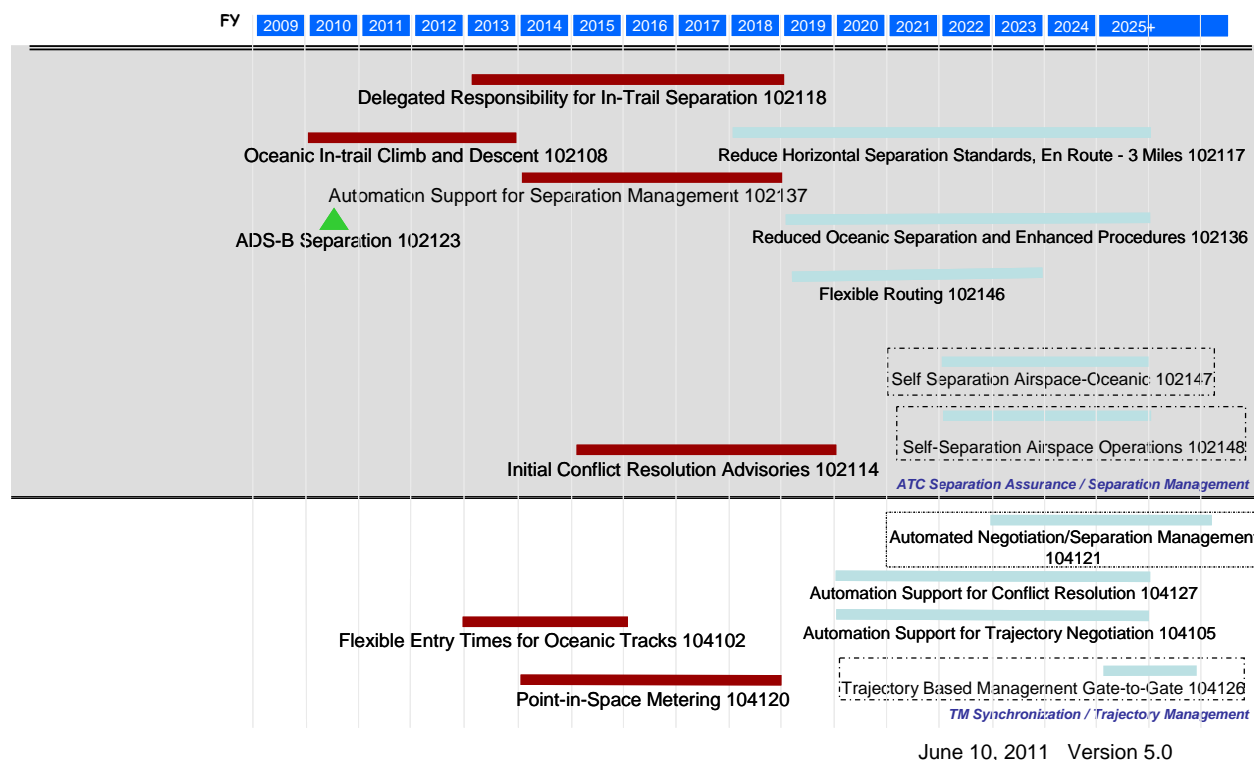 FY 2009 2010 2011 2012 2013 2014 2015 2016 2017 2018 2019 2020 2021 2022 2023 2024 2025+
Delegated Responsibility for In-Trail Separation 102118
Oceanic In-trail Climb and Descent 102108
Reduce Horizontal Separation Standards, En Route - 3 Miles 102117
Automation Support for Separation Management 102137
ADS-B Separation 102123
Reduced Oceanic Separation and Enhanced Procedures 102136
Flexible Routing 102146
Self Separation Airspace-Oceanic 102147
Self-Separation Airspace Operations 102148
Initial Conflict Resolution Advisories 102114
ATC Separation Assurance / Separation Management
Automated Negotiation/Separation Management
104121
Automation Support for Conflict Resolution 104127
Flexible Entry Times for Oceanic Tracks 104102
Automation Support for Trajectory Negotiation 104105
Point-in-Space Metering 104120
Trajectory Based Management Gate-to-Gate 104126
TM Synchronization / Trajectory Management
June 10, 2011 Version 5.0